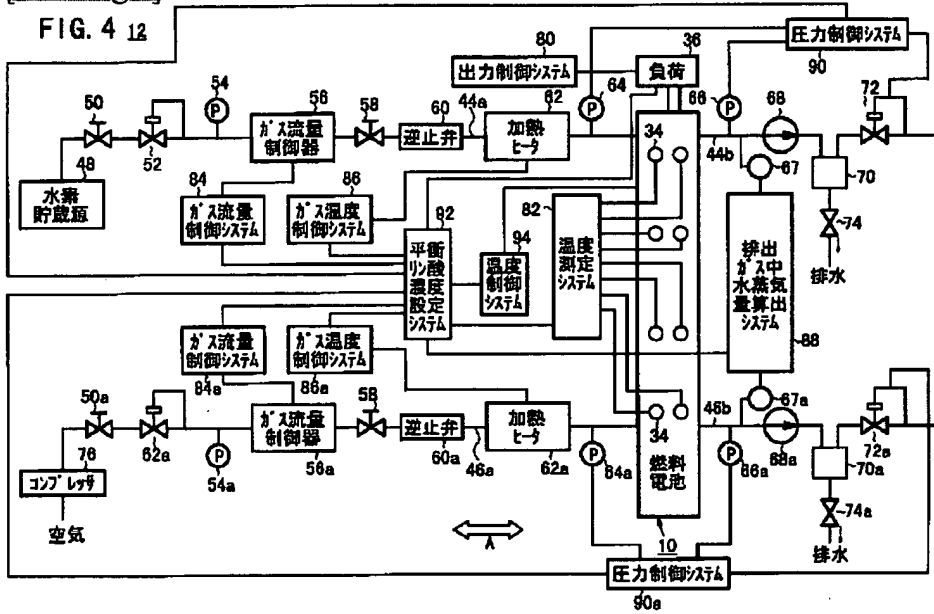 FIG. 4 12
圧力制御システム
90
80
出力制御システム
36
負荷
64
P
66
P
68
72
67
44b
70
74
排水
50
52
54
P
56
ガス流量
制御器
58
60
逆止弁
44a
62
加熱
ヒータ
34
48
水素
貯蔵源
84
ガス流量
制御システム
86
ガス温度
制御システム
92
平衡
リン酸
濃度
設定
システム
94
温度
制御
システム
82
温度
測定
システム
排出
ガス中
水蒸気
量算出
システム
88
ガス流量
制御システム
84a
ガス温度
制御システム
86a
50a
62a
P
54a
ガス流量
制御器
56a
58
逆止弁
60a
46a
加熱
ヒータ
62a
P
64a
34
燃料
電池
10
46b
67a
P
66a
68a
72a
70a
74a
排水
76
コンプレッサ
空気
A
圧力制御システム
90a